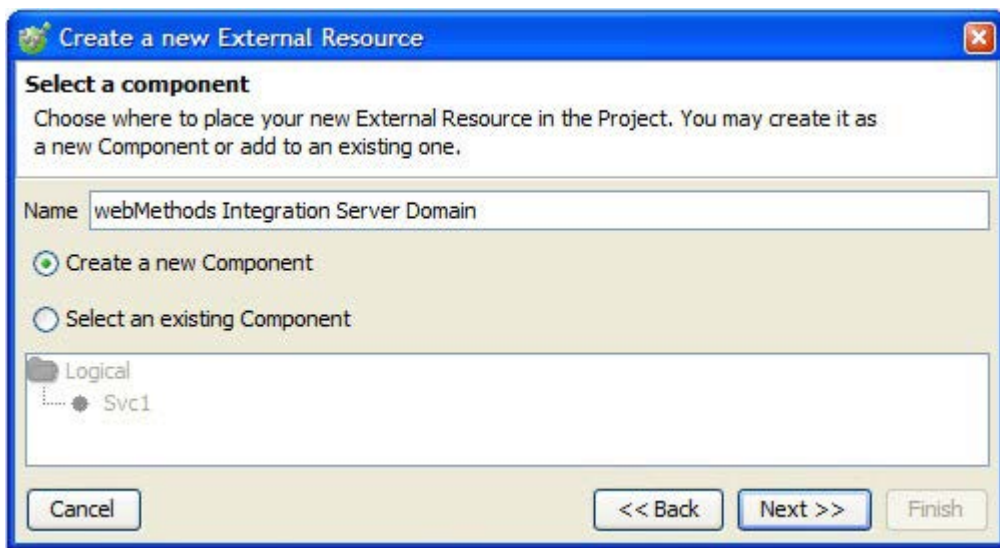 Create a new External Resource
Select a component
Choose where to place your new External Resource in the Project. You may create it as
a new Component or add to an existing one.
Name webMethods Integration Server Domain
Create a new Component
Select an existing Component
Logical
Svc1
Cancel << Back Next >> Finish